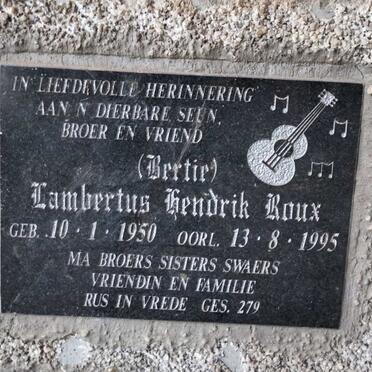 IN LIEFDEVOLLE HERINNERING
AAN 'N DIERBARE SEUN,
BROER EN VRIEND
(Bertie)
Lambertus Hendrik Roux
GEB. 10 · 1 · 1950 OORL. 13 · 8 · 1995
MA BROERS SISTERS SWAERS
VRIENDIN EN FAMILIE
RUS IN VREDE GES. 279